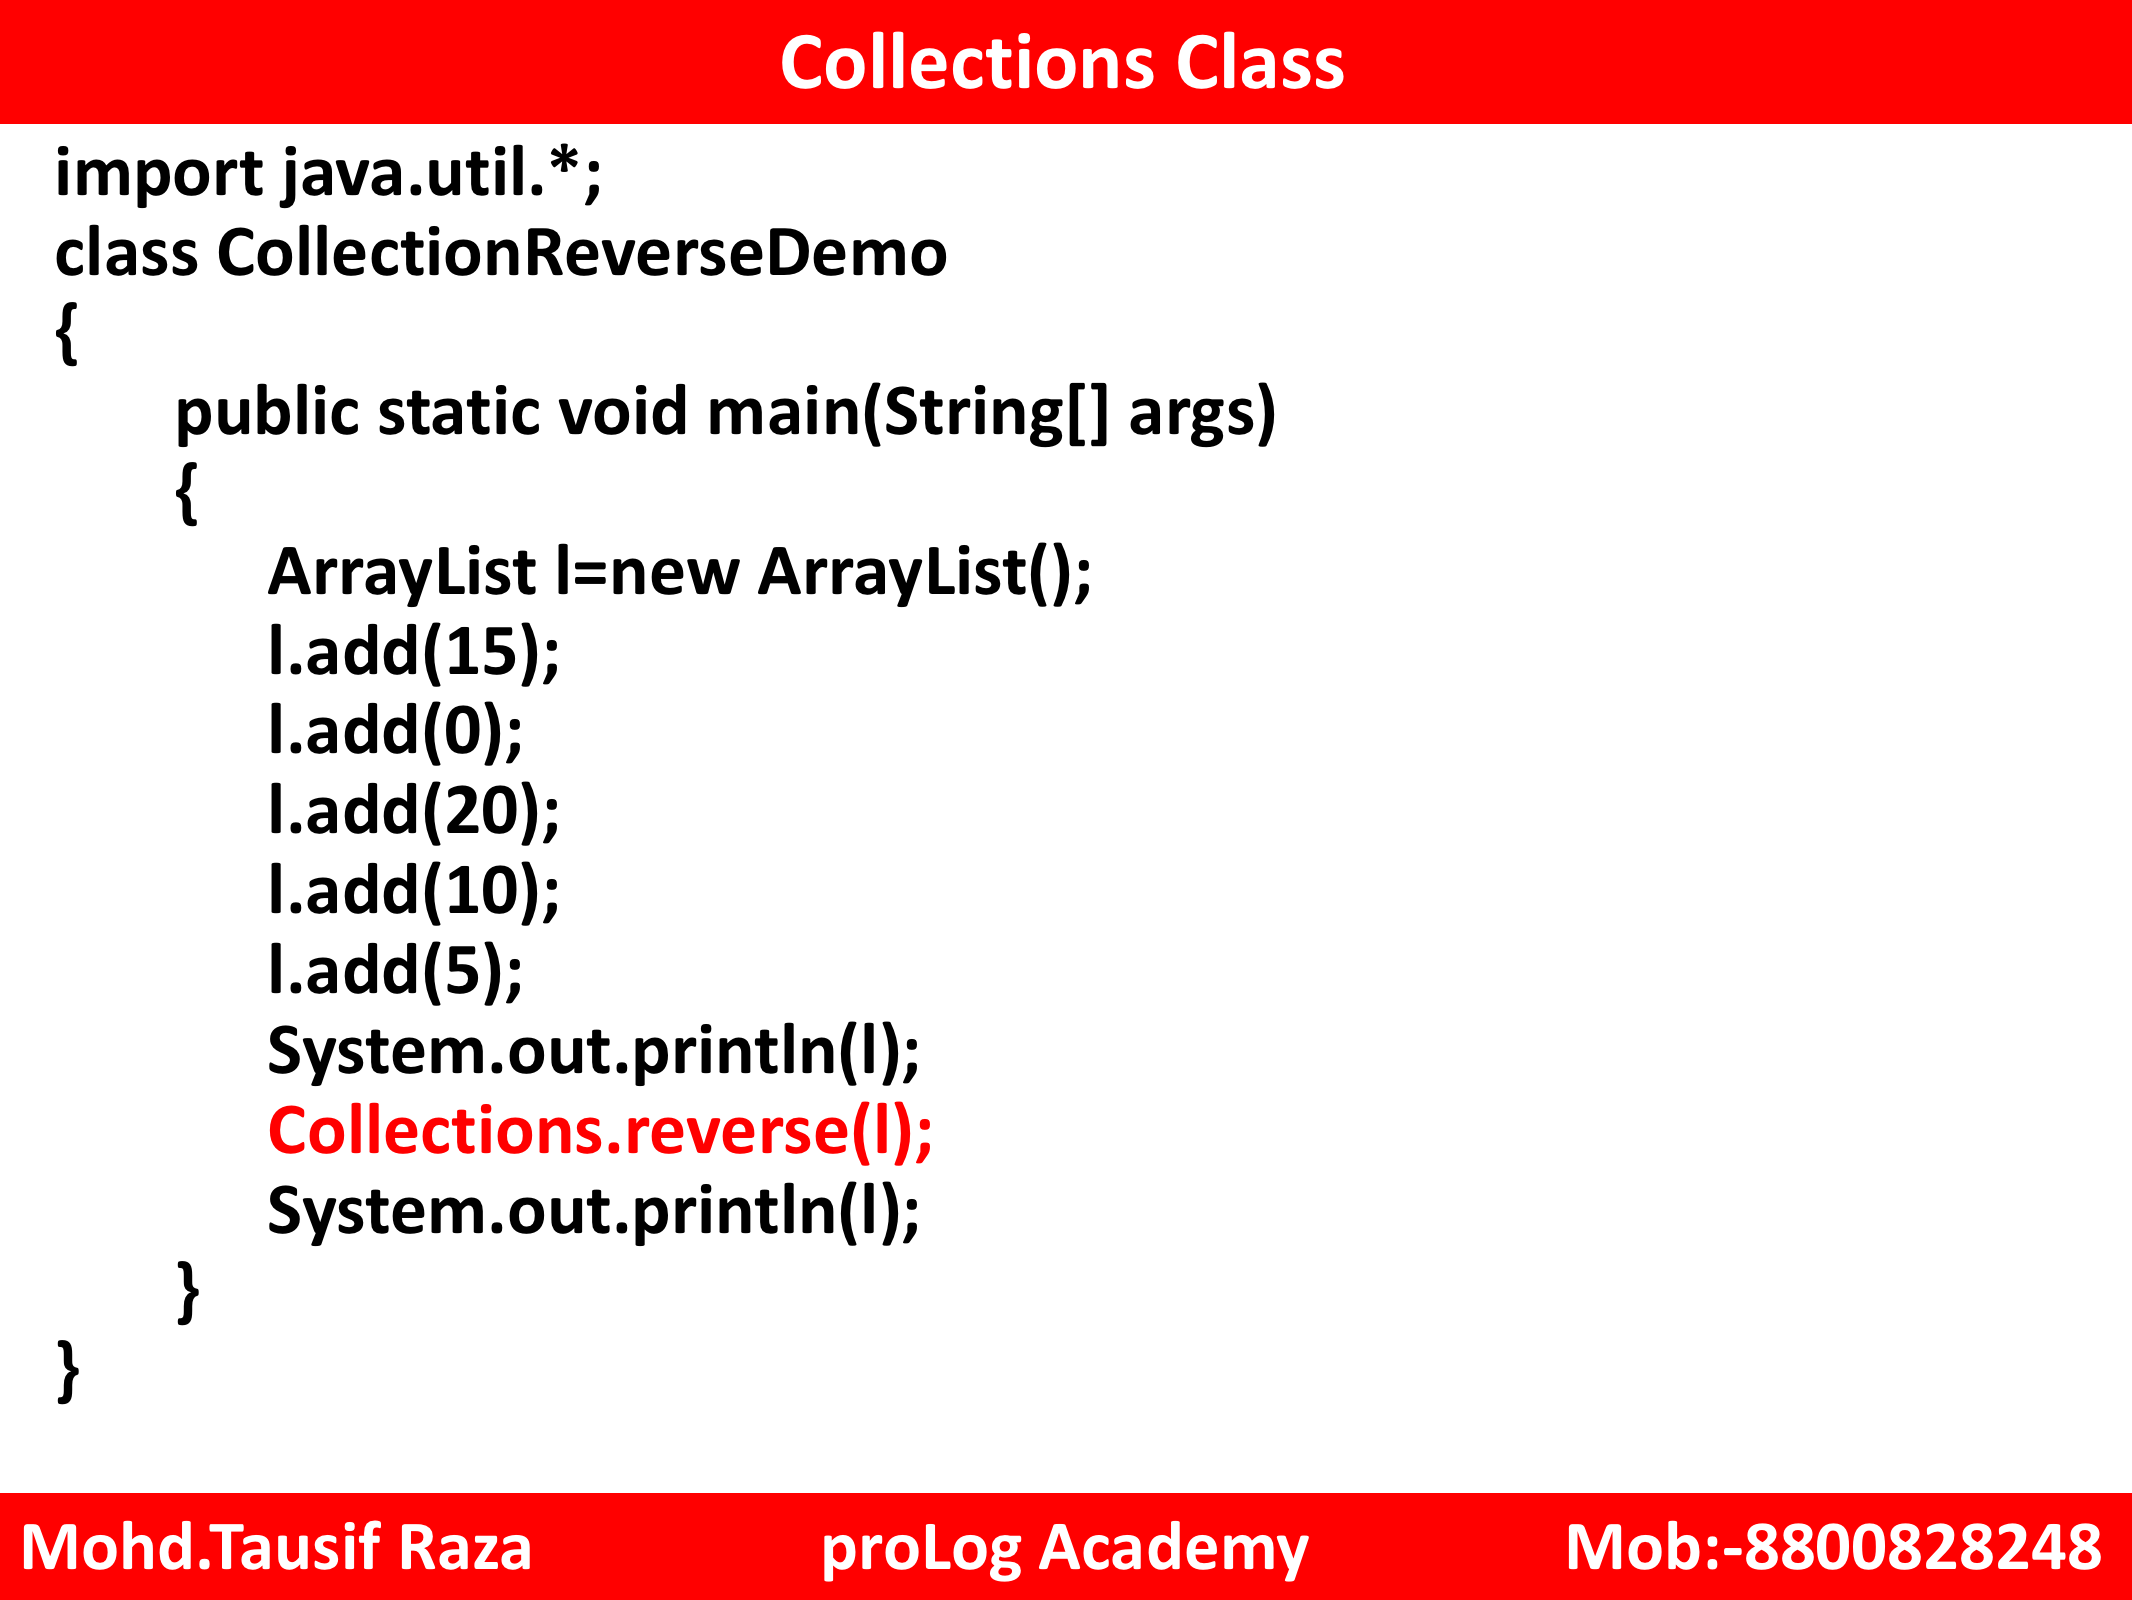 Collections Class
import java.util.*;
class CollectionReverseDemo
{
public static void main(String[] args)
{
ArrayList l=new ArrayList();
l.add(15);
l.add(0);
l.add(20);
l.add(10);
l.add(5);
System.out.println(l);
Collections.reverse(l);
System.out.println(l);
}
}
Mohd.Tausif Raza proLog Academy Mob:-8800828248